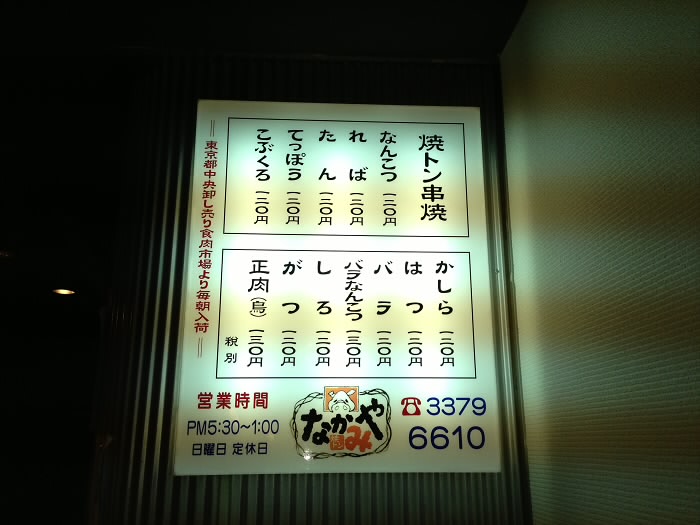 焼トン串焼
なんこつ 一二〇円
れば 一二〇円
たん 一二〇円
てっぽう 一二〇円
こぶくろ 一二〇円
かしら 一二〇円
はつ 一二〇円
バラ 一二〇円
バラなんこつ 一三〇円
しろ 一二〇円
がつ 一二〇円
正肉(鳥) 一三〇円
税別
東京都中央卸し売り食肉市場より毎朝入荷
営業時間
PM5:30～1:00
日曜日 定休日
なかみや
☎3379
6610